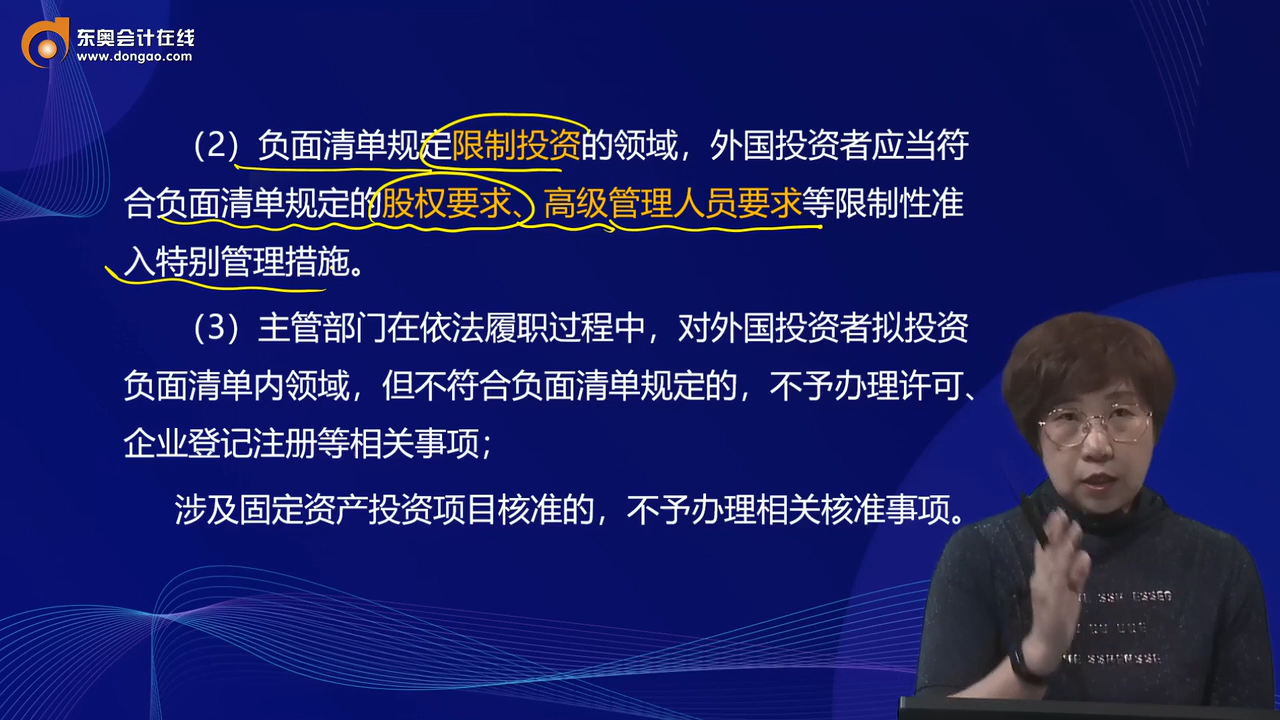 东奥会计在线
www.dongao.com
（2）负面清单规定限制投资的领域，外国投资者应当符
合负面清单规定的股权要求、高级管理人员要求等限制性准
入特别管理措施。
（3）主管部门在依法履职过程中，对外国投资者拟投资
负面清单内领域，但不符合负面清单规定的，不予办理许可、
企业登记注册等相关事项；
涉及固定资产投资项目核准的，不予办理相关核准事项。